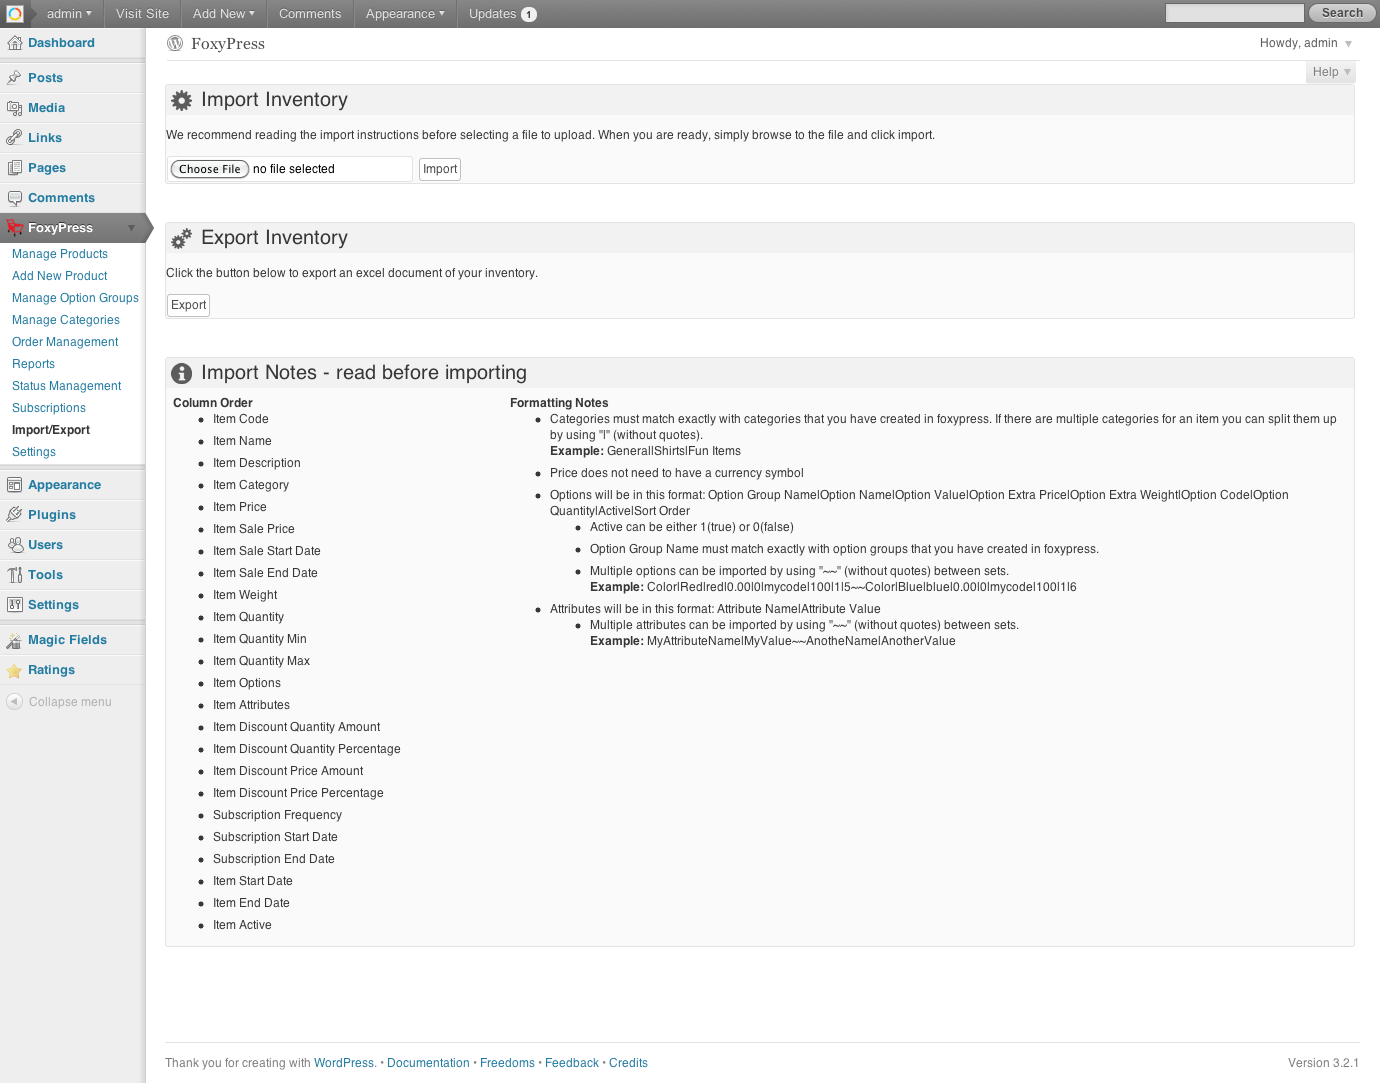 admin Visit Site Add New Comments Appearance Updates 1 Search
Dashboard
Posts
Media
Links
Pages
Comments
FoxyPress
Manage Products
Add New Product
Manage Option Groups
Manage Categories
Order Management
Reports
Status Management
Subscriptions
Import/Export
Settings
Appearance
Plugins
Users
Tools
Settings
Magic Fields
Ratings
Collapse menu
FoxyPress
Howdy, admin
Help
Import Inventory
We recommend reading the import instructions before selecting a file to upload. When you are ready, simply browse to the file and click import.
Choose File no file selected Import
Export Inventory
Click the button below to export an excel document of your inventory.
Export
Import Notes - read before importing
Column Order
Item Code
Item Name
Item Description
Item Category
Item Price
Item Sale Price
Item Sale Start Date
Item Sale End Date
Item Weight
Item Quantity
Item Quantity Min
Item Quantity Max
Item Options
Item Attributes
Item Discount Quantity Amount
Item Discount Quantity Percentage
Item Discount Price Amount
Item Discount Price Percentage
Subscription Frequency
Subscription Start Date
Subscription End Date
Item Start Date
Item End Date
Item Active
Formatting Notes
Categories must match exactly with categories that you have created in foxypress. If there are multiple categories for an item you can split them up
by using "|" (without quotes).
Example: General|Shirts|Fun Items
Price does not need to have a currency symbol
Options will be in this format: Option Group Name|Option Name|Option Value|Option Extra Price|Option Extra Weight|Option Code|Option
Quantity|Active|Sort Order
Active can be either 1(true) or 0(false)
Option Group Name must match exactly with option groups that you have created in foxypress.
Multiple options can be imported by using "~~" (without quotes) between sets.
Example: Color|Red|red|0.00|0|mycode|100|1|5~~Color|Blue|blue|0.00|0|mycode|100|1|6
Attributes will be in this format: Attribute Name|Attribute Value
Multiple attributes can be imported by using "~~" (without quotes) between sets.
Example: MyAttributeName|MyValue~~AnotheName|AnotherValue
Thank you for creating with WordPress. • Documentation • Freedoms • Feedback • Credits
Version 3.2.1